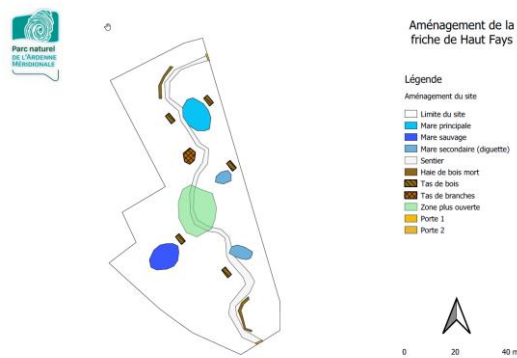 Parc naturel
DE L'ARDENNE
MÉRIDIONALE
Aménagement de la
friche de Haut Fays
Légende
Aménagement du site
Limite du site
Mare principale
Mare sauvage
Mare secondaire (diguette)
Sentier
Haie de bois mort
Tas de bois
Tas de branches
Zone plus ouverte
Porte 1
Porte 2
0 20 40 m